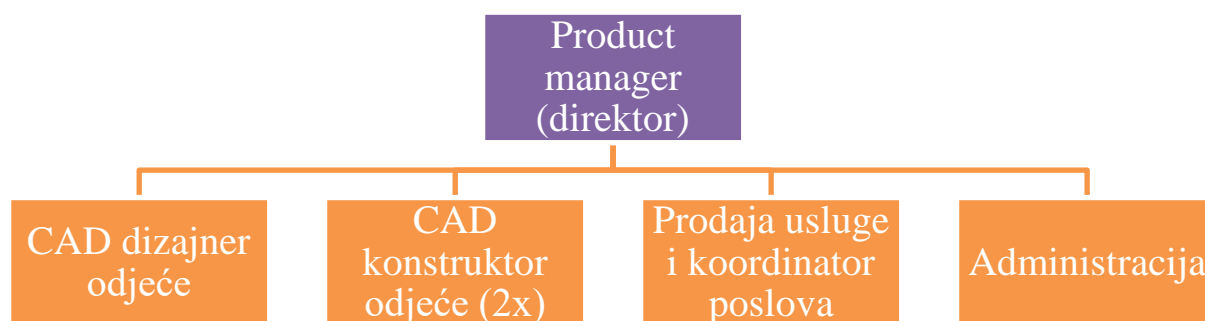 Product
manager
(direktor)
CAD dizajner
odjeće
CAD
konstruktor
odjeće (2x)
Prodaja usluge
i koordinator
poslova
Administracija